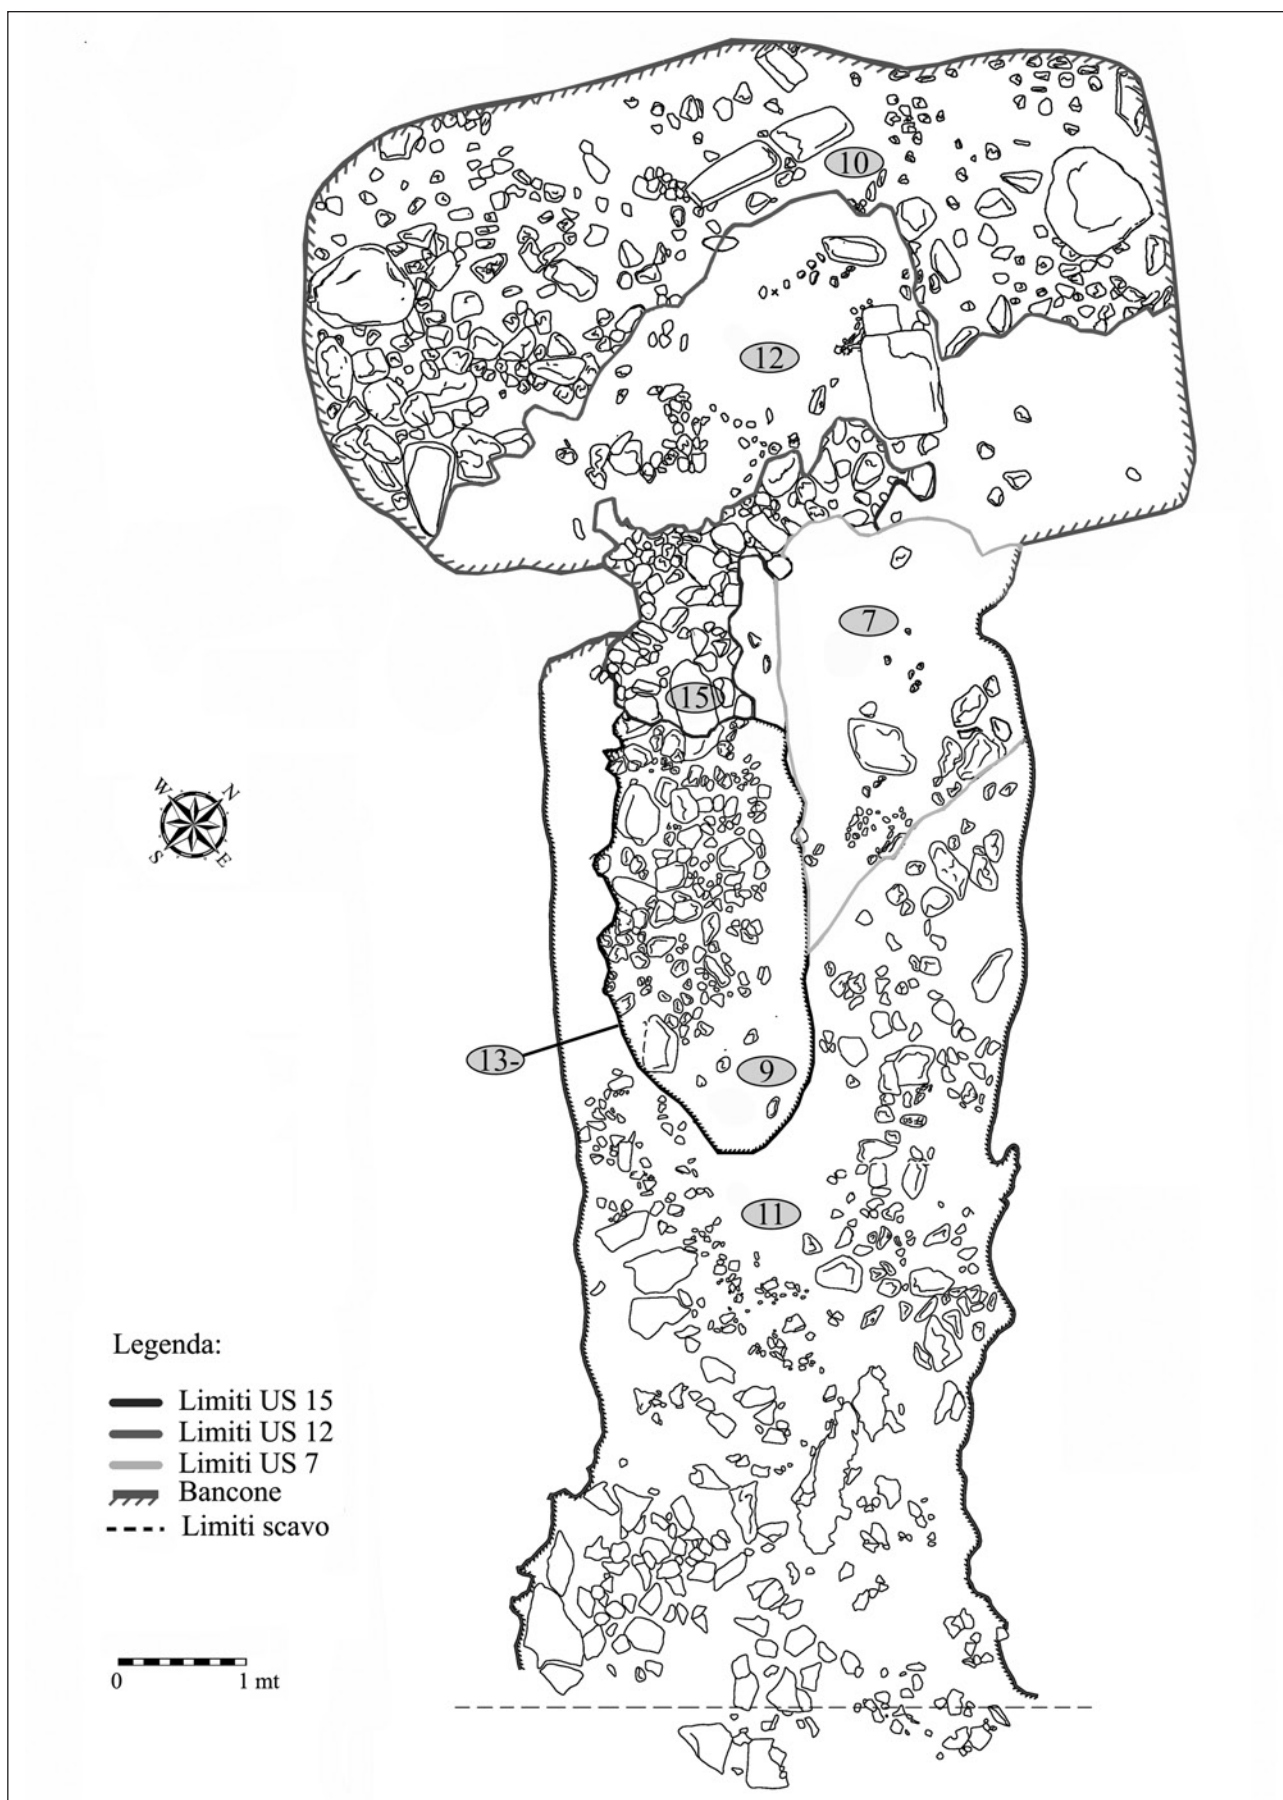 10
12
7
15
W N
S E
13-
9
11
Legenda:
Limiti US 15
Limiti US 12
Limiti US 7
Bancone
Limiti scavo
0 1 mt